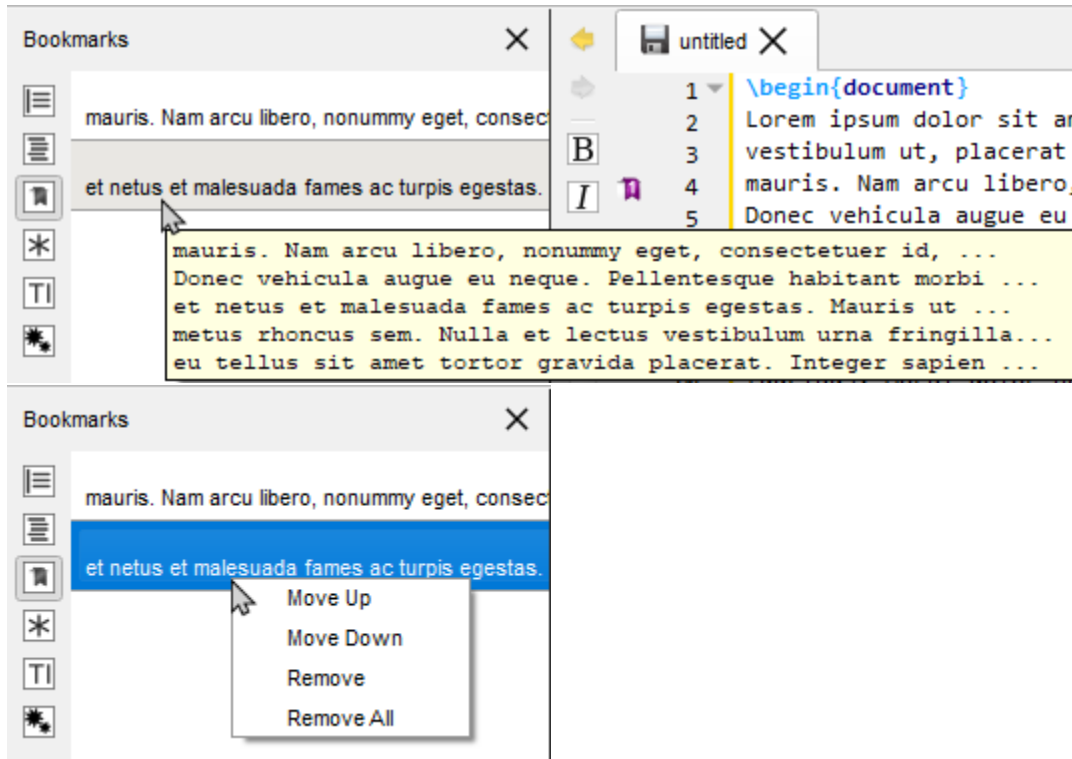 Bookmarks
mauris. Nam arcu libero, nonummy eget, consect
et netus et malesuada fames ac turpis egestas.
TI
untitled
B
I
1 \begin{document}
2 Lorem ipsum dolor sit am
3 vestibulum ut, placerat
4 mauris. Nam arcu libero,
5 Donec vehicula augue eu
mauris. Nam arcu libero, nonummy eget, consectetuer id, ...
Donec vehicula augue eu neque. Pellentesque habitant morbi ...
et netus et malesuada fames ac turpis egestas. Mauris ut ...
metus rhoncus sem. Nulla et lectus vestibulum urna fringilla...
eu tellus sit amet tortor gravida placerat. Integer sapien ...
Bookmarks
mauris. Nam arcu libero, nonummy eget, consect
et netus et malesuada fames ac turpis egestas.
TI
Move Up
Move Down
Remove
Remove All